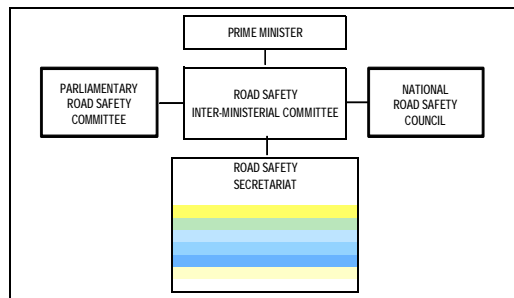 PRIME MINISTER
PARLIAMENTARY
ROAD SAFETY
COMMITTEE
ROAD SAFETY
INTER-MINISTERIAL COMMITTEE
NATIONAL
ROAD SAFETY
COUNCIL
ROAD SAFETY
SECRETARIAT